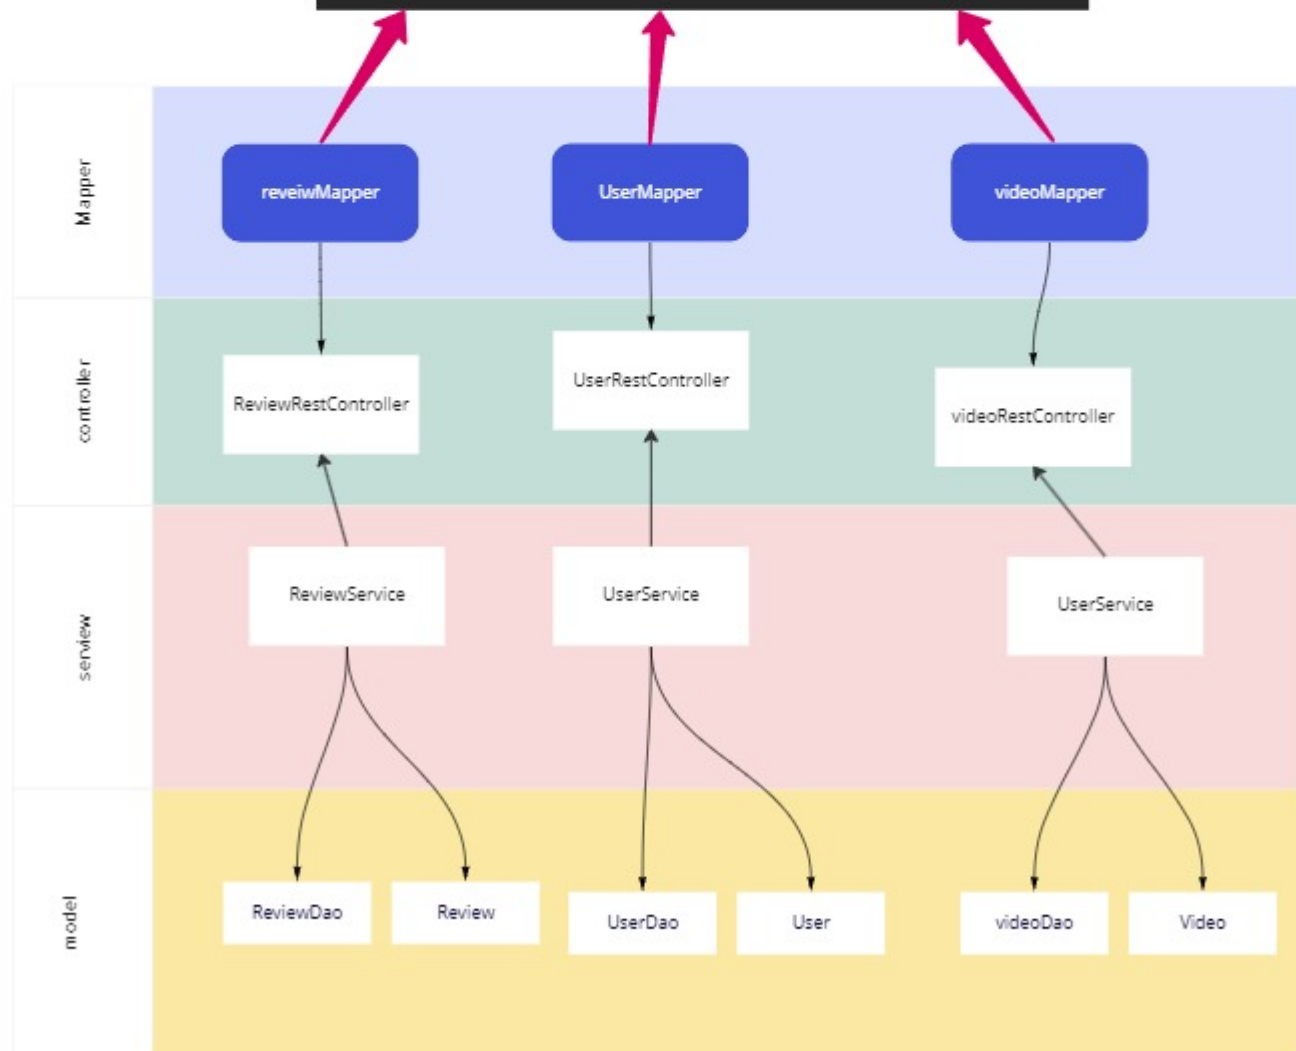 Mapper
reveiwMapper
UserMapper
videoMapper
controller
ReviewRestController
UserRestController
videoRestController
serview
ReviewService
UserService
UserService
model
ReviewDao
Review
UserDao
User
videoDao
Video